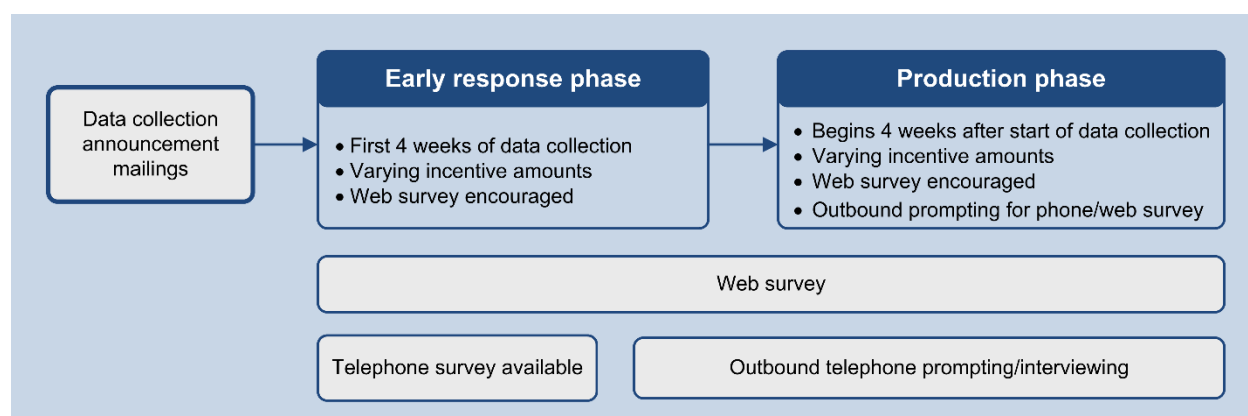 Data collection
announcement
mailings
Early response phase
• First 4 weeks of data collection
• Varying incentive amounts
• Web survey encouraged
Production phase
• Begins 4 weeks after start of data collection
• Varying incentive amounts
• Web survey encouraged
• Outbound prompting for phone/web survey
Web survey
Telephone survey available
Outbound telephone prompting/interviewing